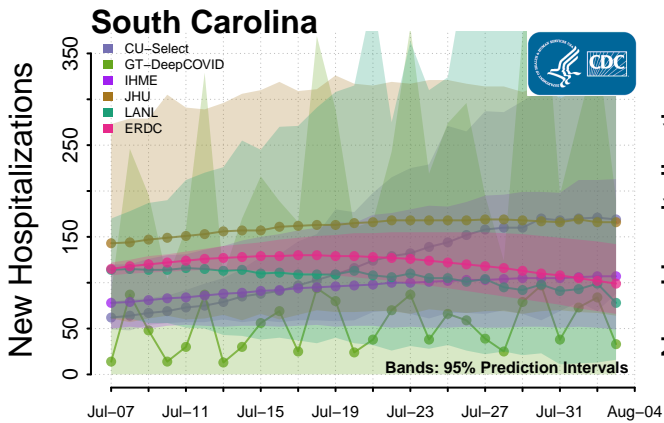 South Carolina
CU–Select
GT–DeepCOVID
IHME
JHU
LANL
ERDC
CDC
New Hospitalizations
350
250
150
50
0
Bands: 95% Prediction Intervals
Jul–07 Jul–11 Jul–15 Jul–19 Jul–23 Jul–27 Jul–31 Aug–04